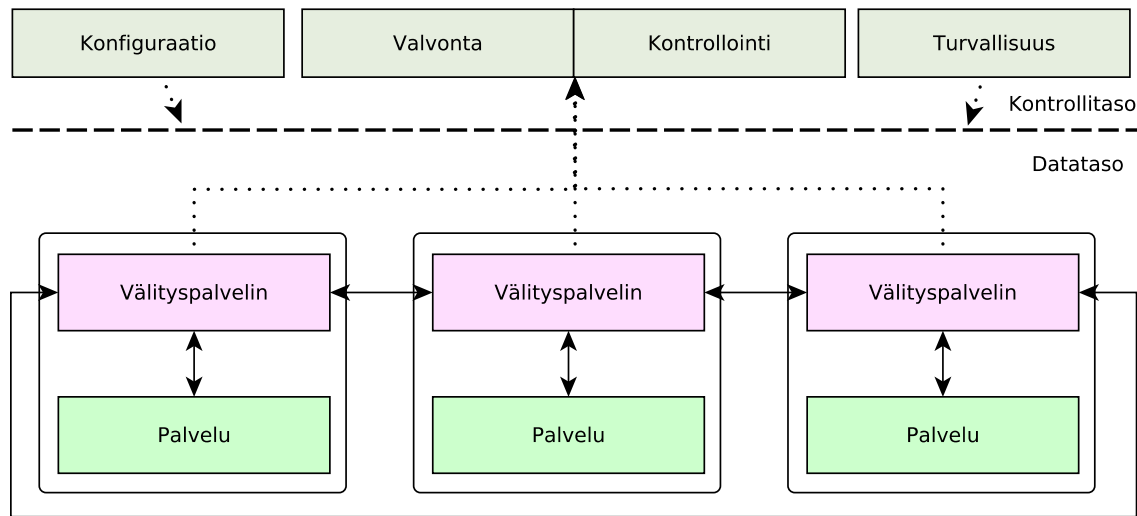 Konfiguraatio
Valvonta
Kontrollointi
Turvallisuus
Kontrollitaso
Datataso
Välityspalvelin
Välityspalvelin
Välityspalvelin
Palvelu
Palvelu
Palvelu